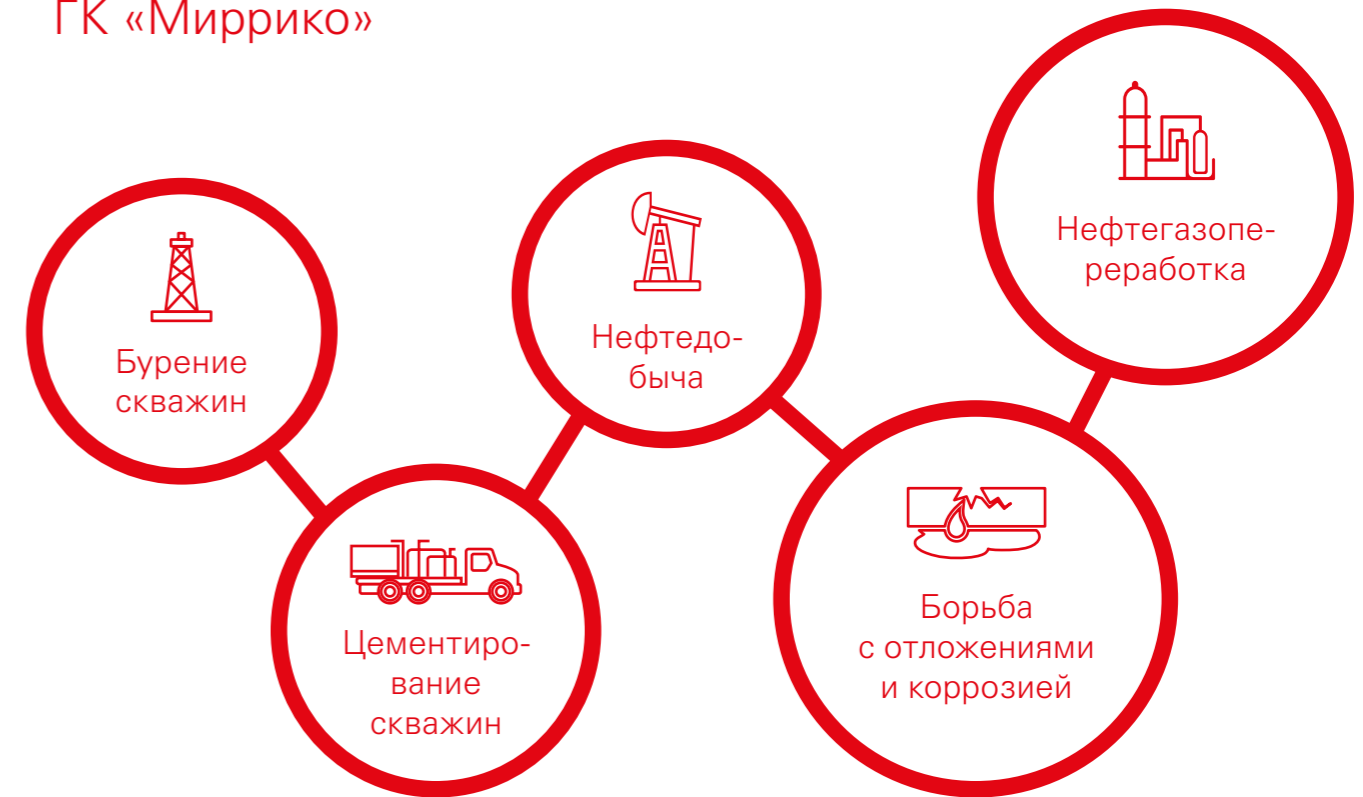 ГК «Миррико»
Бурение
скважин
Цементиро-
вание
скважин
Нефтедо-
быча
Борьба
с отложениями
и коррозией
Нефтегазопе-
реработка